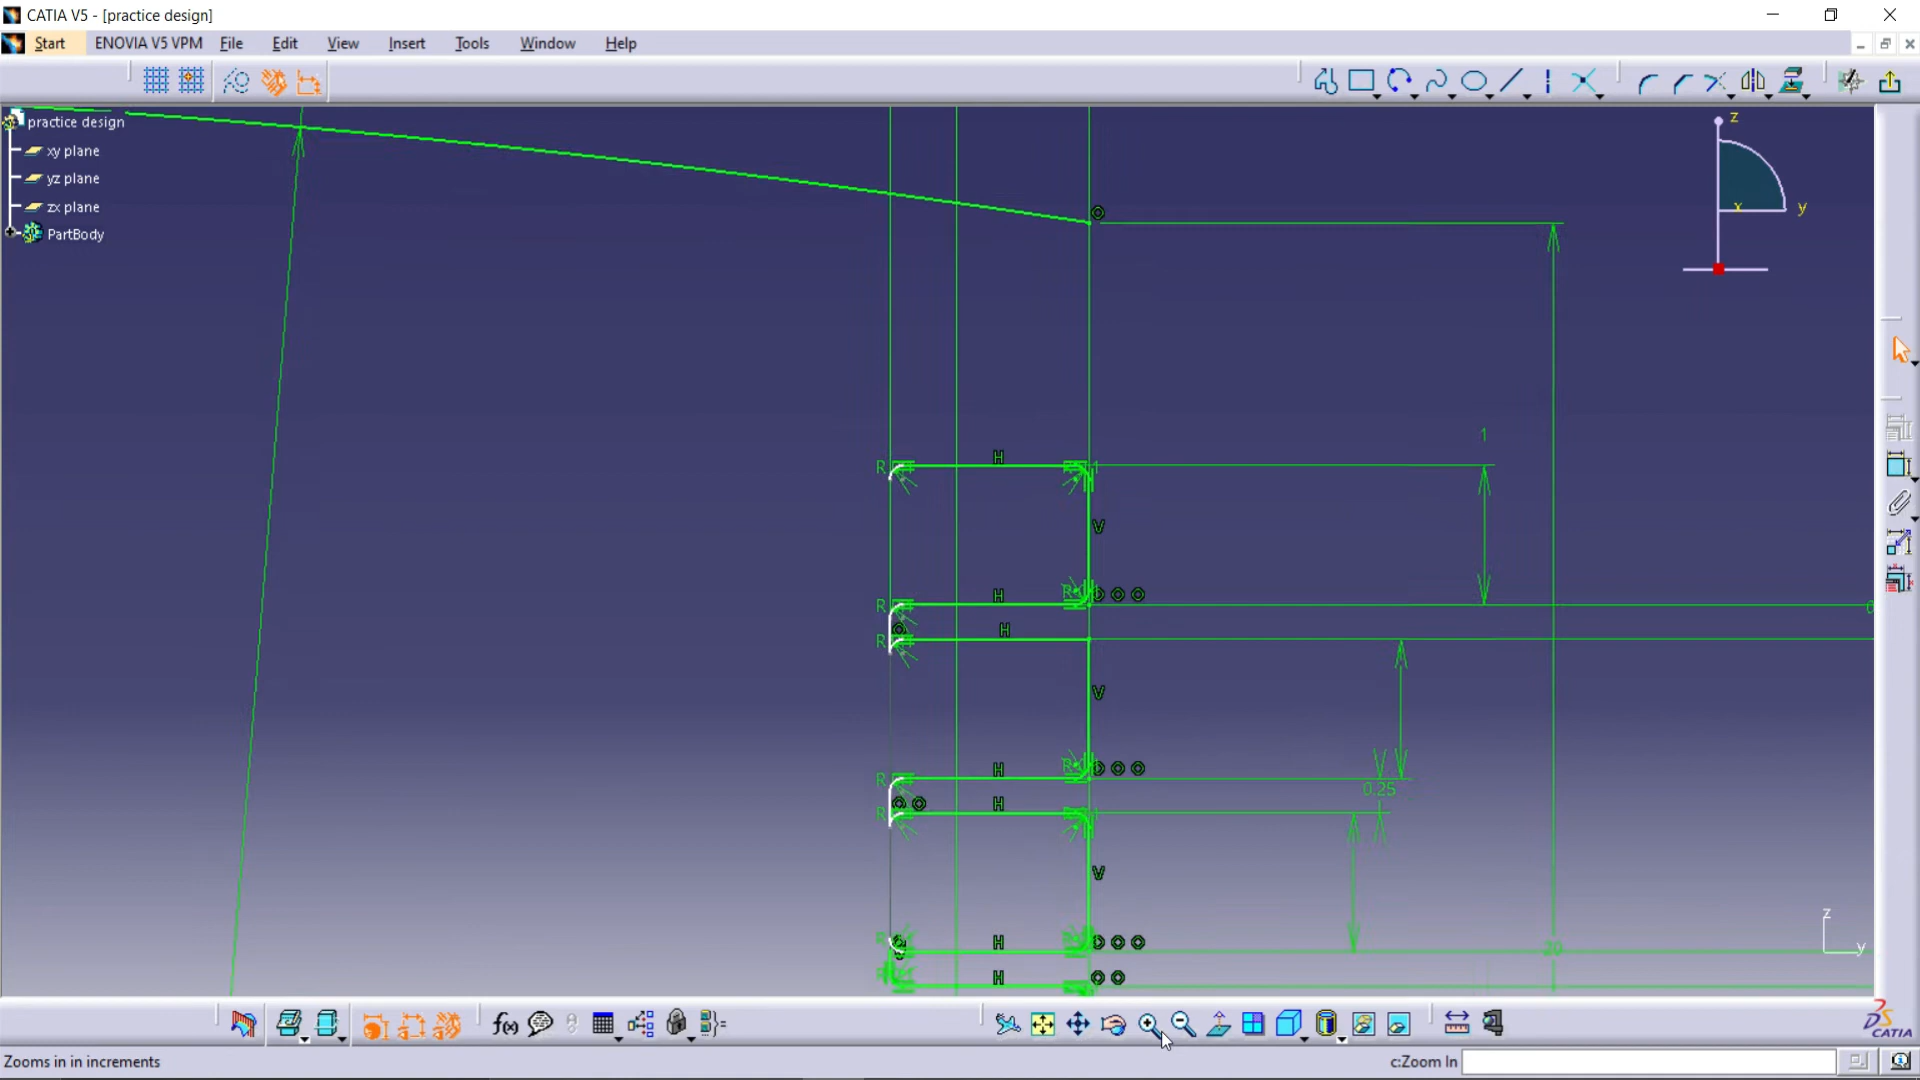 CATIA V5 - [practice design]
Start ENOVIA V5 VPM File Edit View Insert Tools Window Help
practice design
xy plane
yz plane
zx plane
PartBody
z
x
y
1
H
R
V
R
H
R
H
V
R
H
0.25
H
V
H
20
H
z
y
f(x)
DS CATIA
Zooms in in increments
c:Zoom In